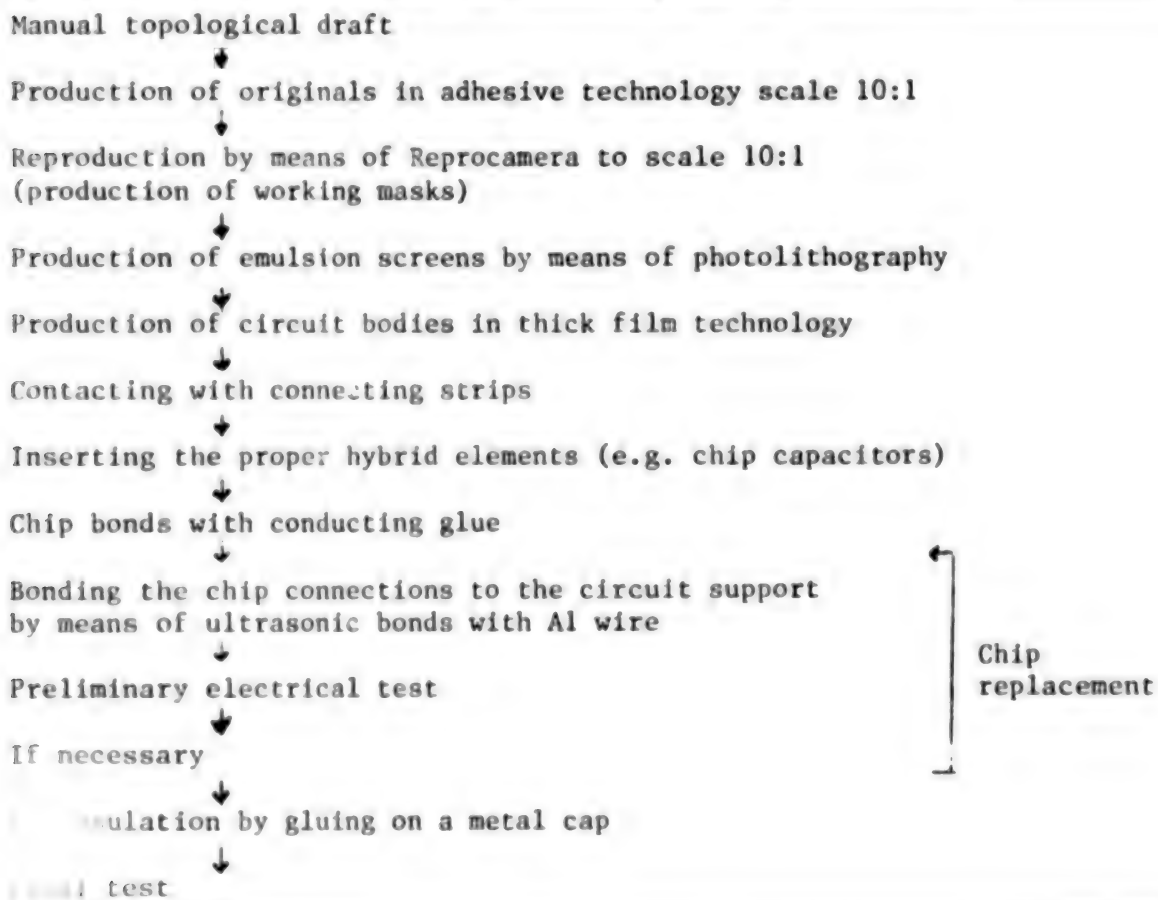 Manual topological draft
Production of originals in adhesive technology scale 10:1
Reproduction by means of Reprocamera to scale 10:1
(production of working masks)
Production of emulsion screens by means of photolithography
Production of circuit bodies in thick film technology
Contacting with connecting strips
Inserting the proper hybrid elements (e.g. chip capacitors)
Chip bonds with conducting glue
Bonding the chip connections to the circuit support
by means of ultrasonic bonds with Al wire
Preliminary electrical test
If necessary
Chip
replacement
by gluing on a metal cap
test